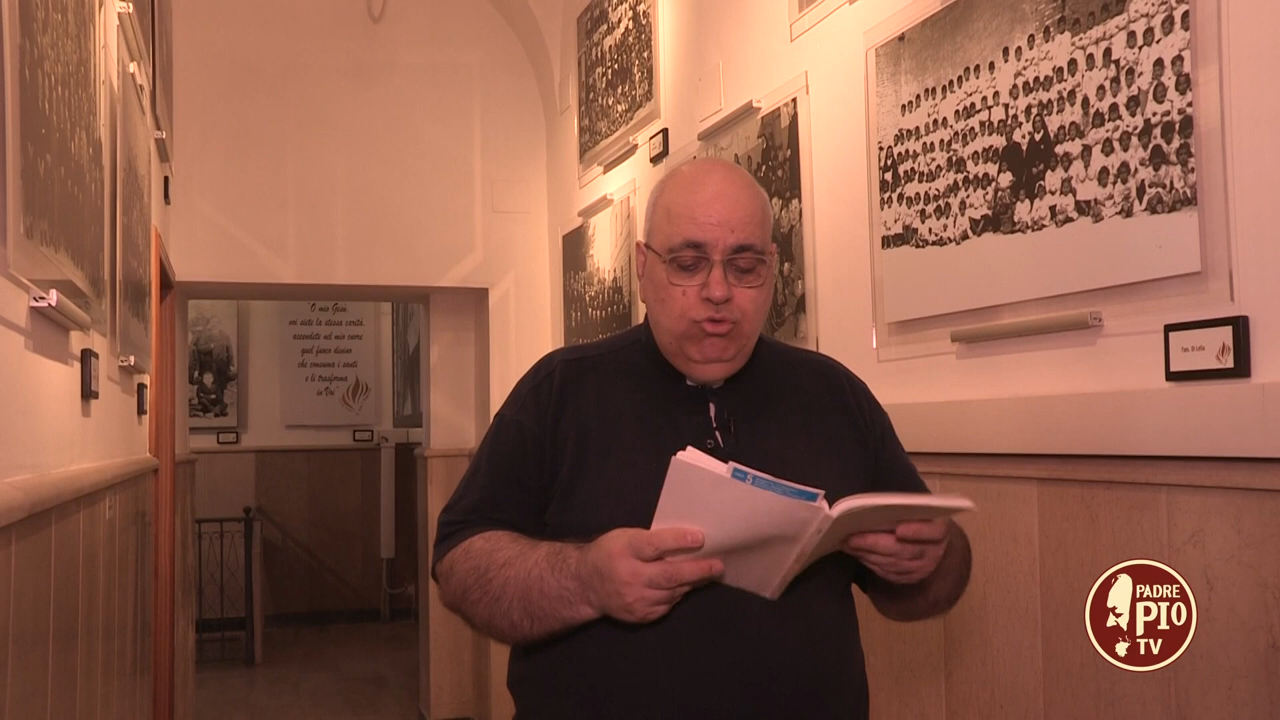 "O mio Gesù,
voi siete la stessa carità
accendete nel mio cuore
quel fuoco divino
che consuma i santi
e li trasforma
in Voi"
5
PADRE
PIO
TV